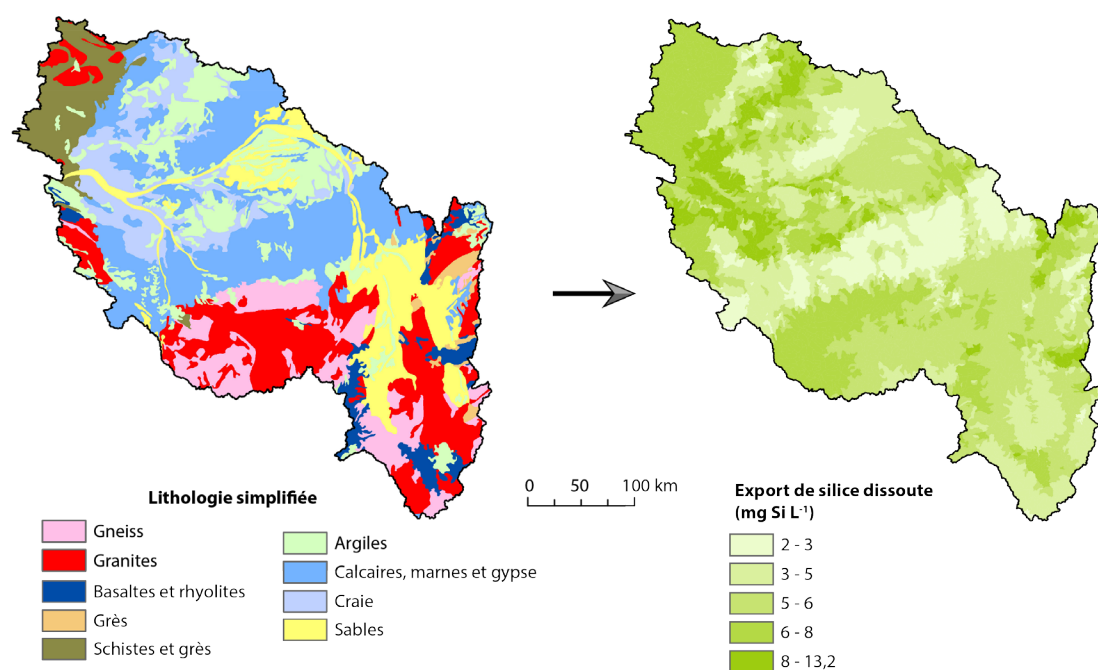 Lithologie simplifiée
Gneiss
Granites
Basaltes et rhyolites
Grès
Schistes et grès
Argiles
Calcaires, marnes et gypse
Craie
Sables
0 50 100 km
Export de silice dissoute
(mg Si L⁻¹)
2 - 3
3 - 5
5 - 6
6 - 8
8 - 13,2